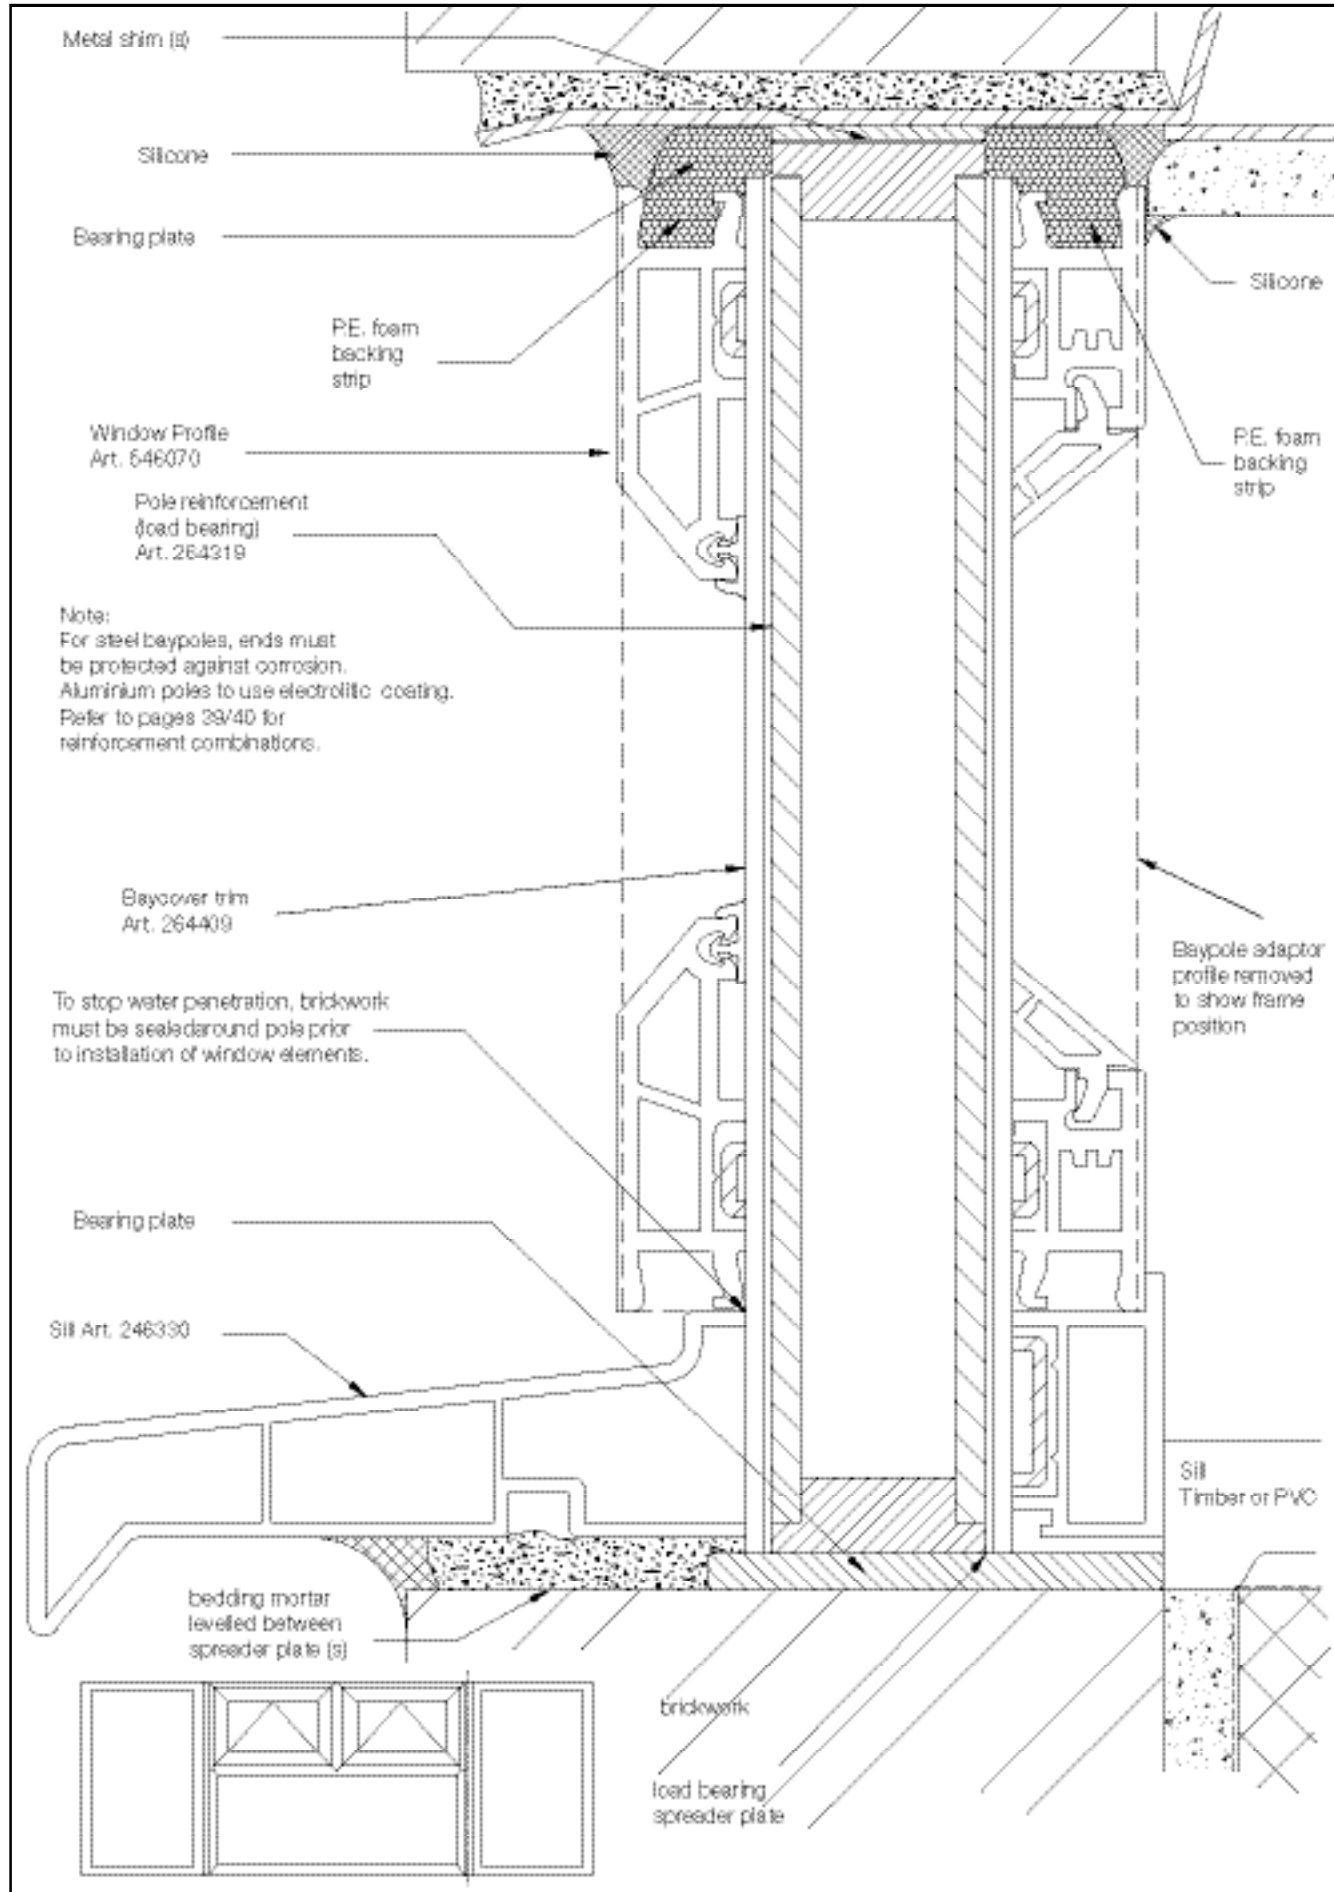 Metal shim (s)
Silicone
Bearing plate
Silicone
P.E. foam
backing
strip
Window Profile
Art. 546070
P.E. foam
backing
strip
Pole reinforcement
(load bearing)
Art. 264319
Note:
For steel baypoles, ends must
be protected against corrosion.
Aluminium poles to use electrolitic coating.
Refer to pages 39/40 for
reinforcement combinations.
Baycover trim
Art. 264409
Baypole adaptor
profile removed
to show frame
position
To stop water penetration, brickwork
must be sealedaround pole prior
to installation of window elements.
Bearing plate
Sill Art. 246330
Sill
Timber or PVC
bedding mortar
levelled between
spreader plate (s)
brickwork
load bearing
spreader plate